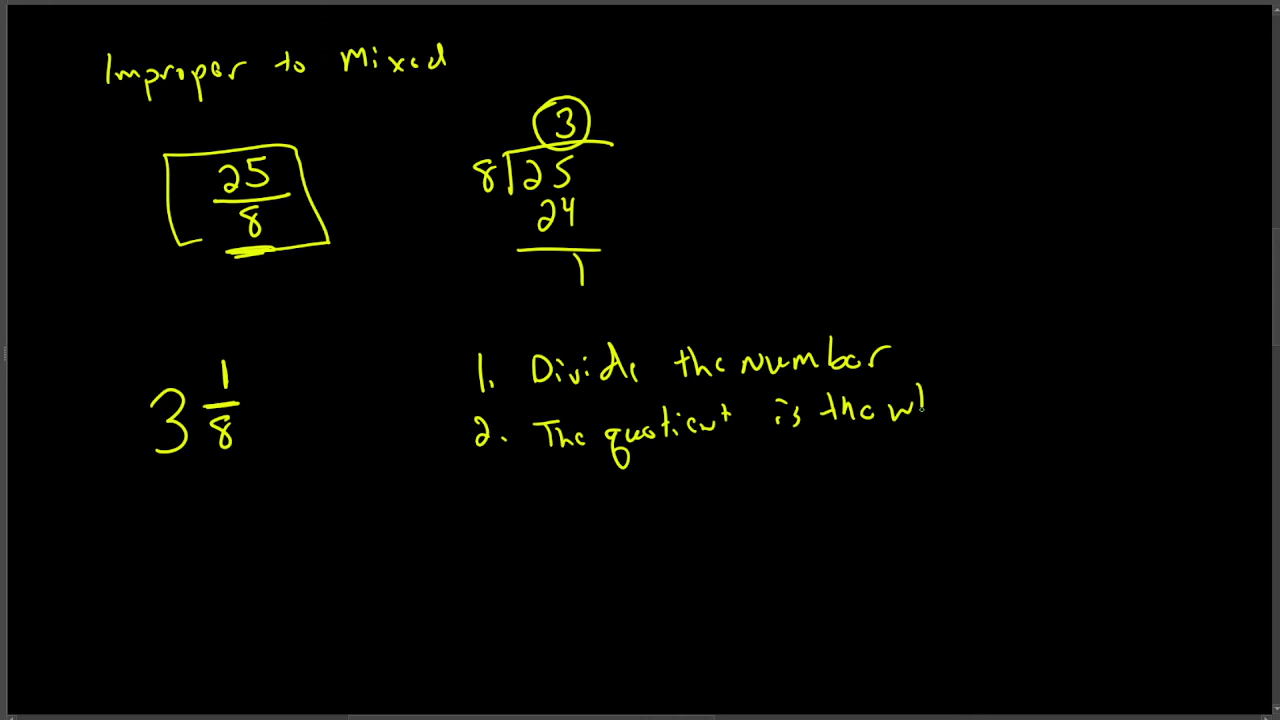 Improper to Mixed
25
8
3
8 25
24
1
3 1/8
1. Divide the number
2. The quotient is the wh